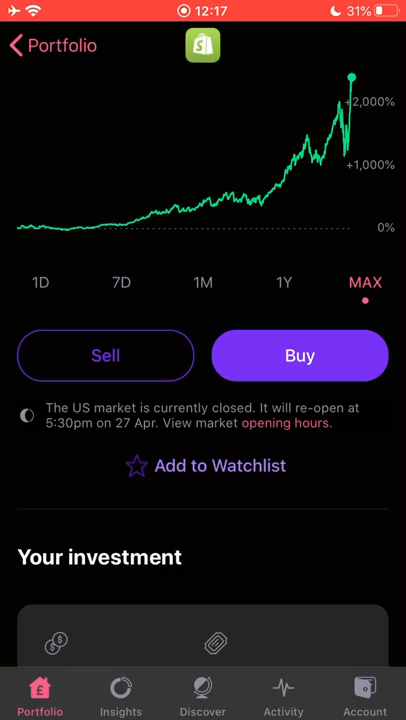 12:17
31%
Portfolio
+2,000%
+1,000%
0%
1D 7D 1M 1Y MAX
Sell Buy
The US market is currently closed. It will re-open at
5:30pm on 27 Apr. View market opening hours.
Add to Watchlist
Your investment
Portfolio Insights Discover Activity Account